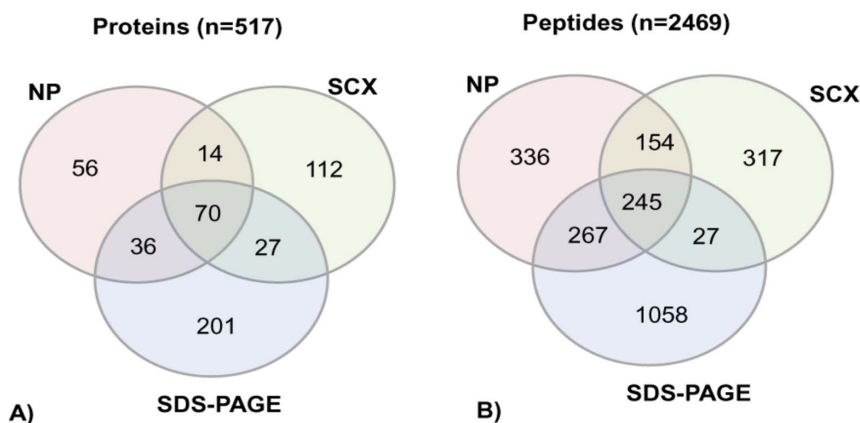 Proteins (n=517)
NP
SCX
56
14
112
70
36
27
201
SDS-PAGE
A)
Peptides (n=2469)
NP
SCX
336
154
317
245
267
27
1058
SDS-PAGE
B)